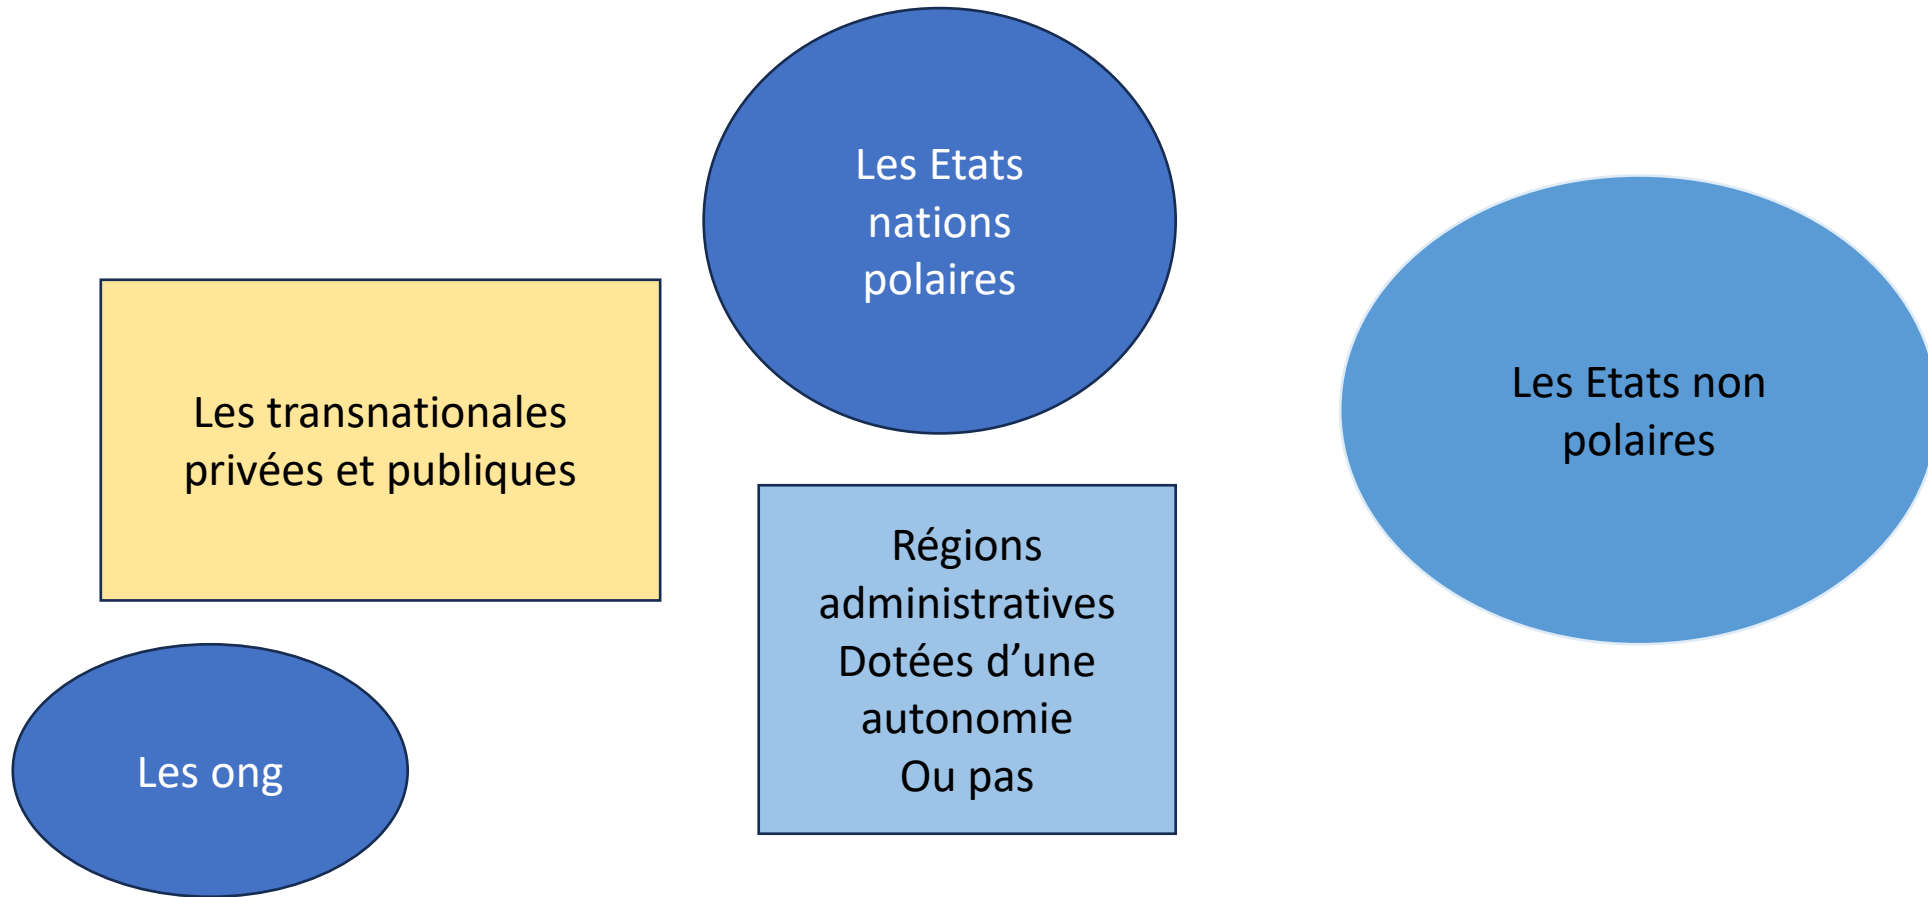 Les Etats
nations
polaires
Les transnationales
privées et publiques
Les Etats non
polaires
Régions
administratives
Dotées d’une
autonomie
Ou pas
Les ong